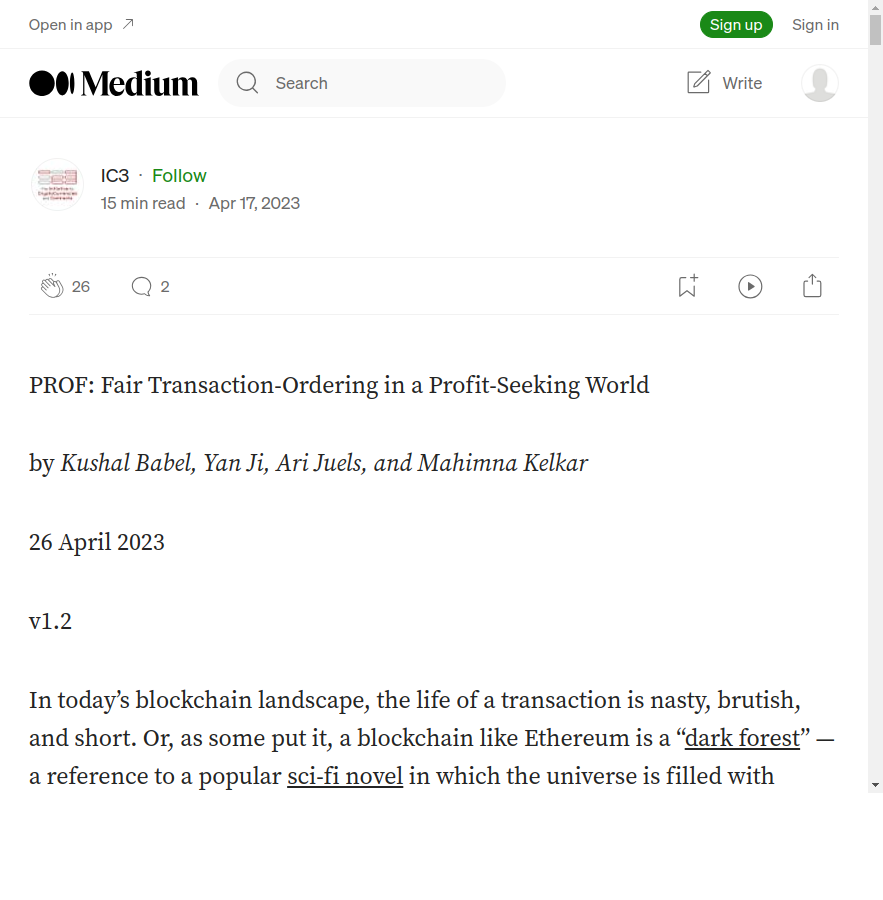 Open in app
Sign up
Sign in
Medium
Search
Write
IC3 · Follow
15 min read · Apr 17, 2023
26
2
PROF: Fair Transaction-Ordering in a Profit-Seeking World
by Kushal Babel, Yan Ji, Ari Juels, and Mahimna Kelkar
26 April 2023
v1.2
In today’s blockchain landscape, the life of a transaction is nasty, brutish,
and short. Or, as some put it, a blockchain like Ethereum is a “dark forest” —
a reference to a popular sci-fi novel in which the universe is filled with